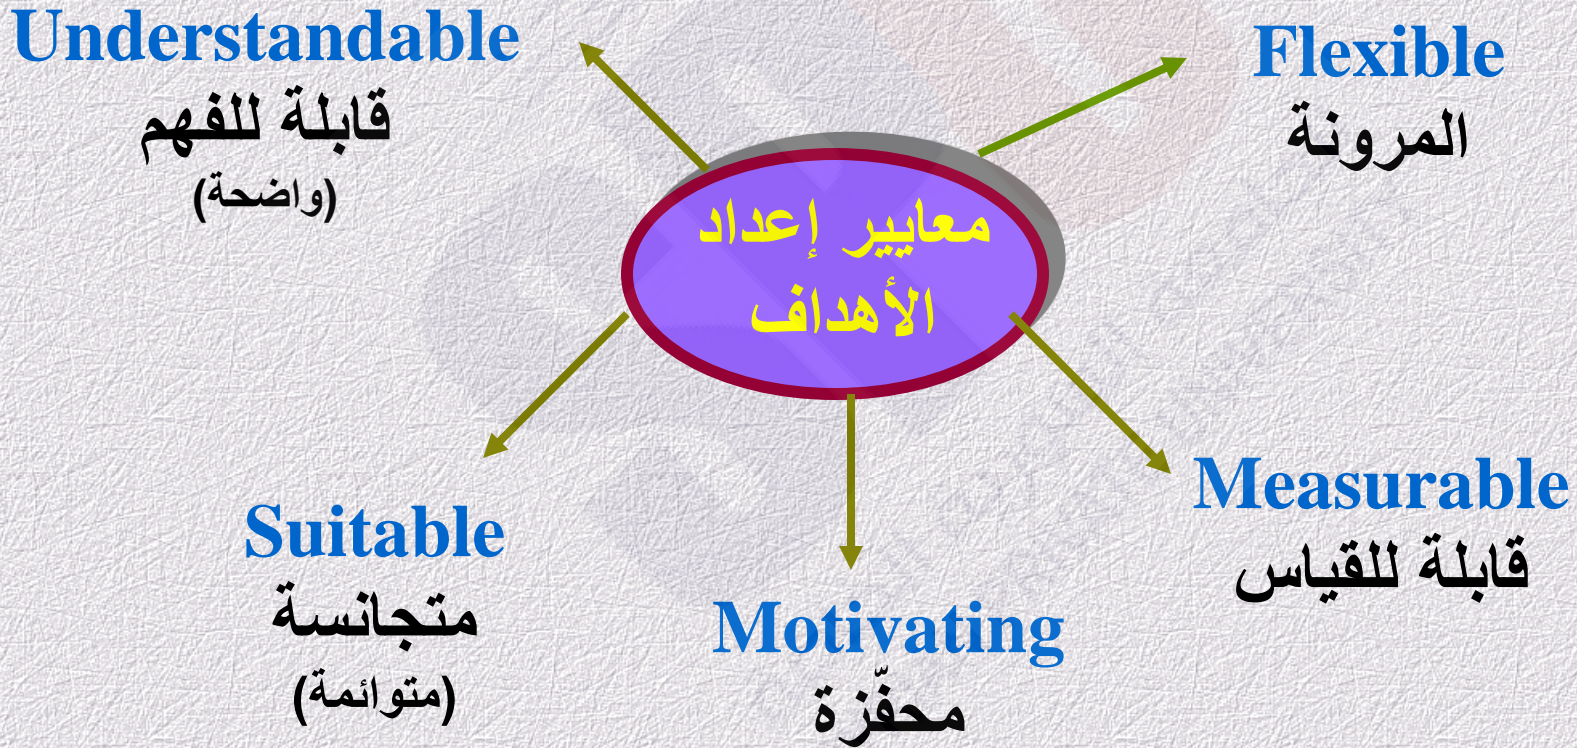 Understandable
قابلة للفهم
(واضحة)
Flexible
المرونة
معايير إعداد
الأهداف
Suitable
متجانسة
(متوائمة)
Motivating
محفّزة
Measurable
قابلة للقياس